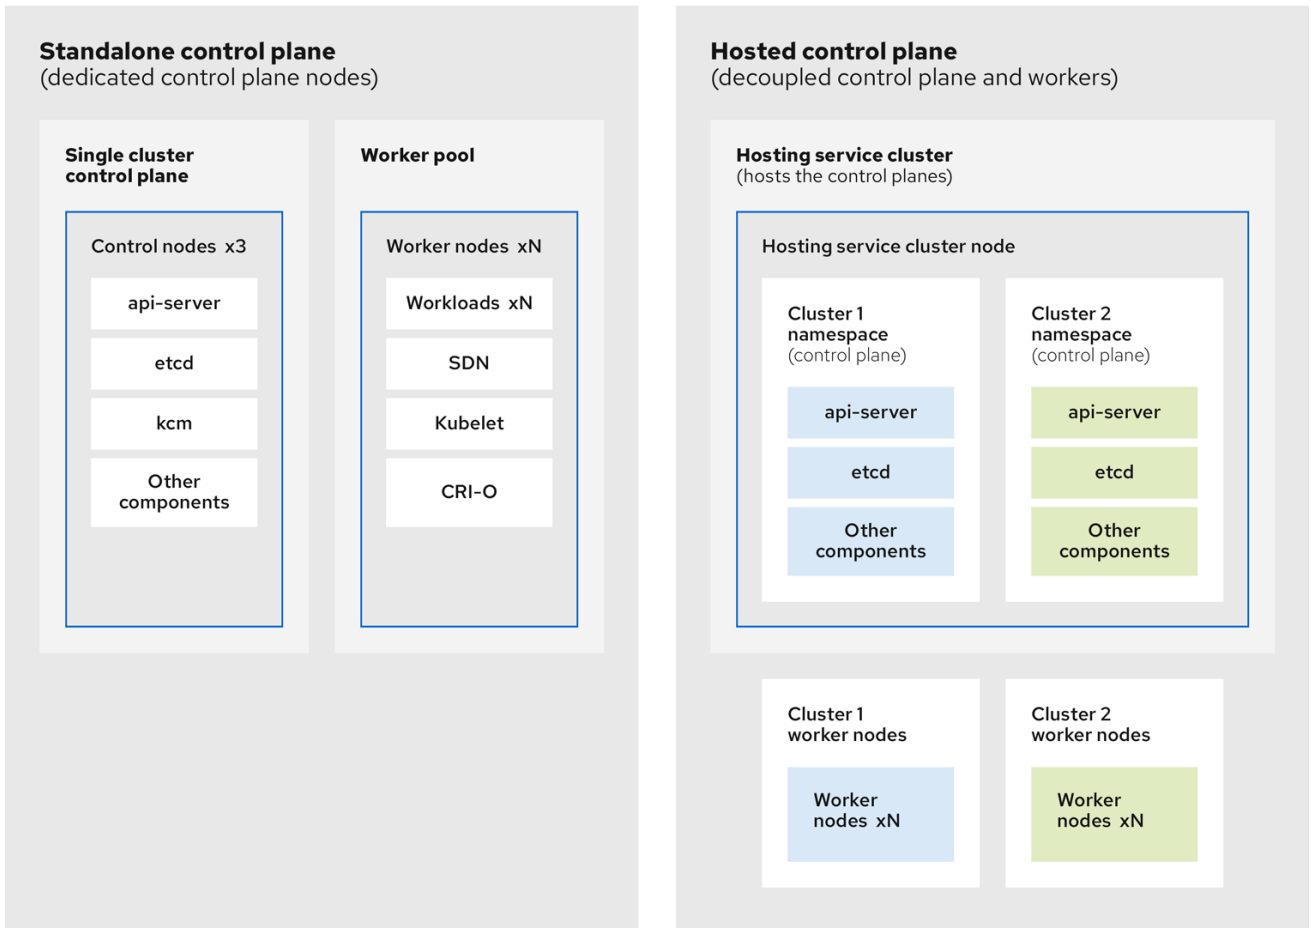 Standalone control plane
(dedicated control plane nodes)
Single cluster
control plane
Control nodes x3
api-server
etcd
kcm
Other
components
Worker pool
Worker nodes xN
Workloads xN
SDN
Kubelet
CRI-O
Hosted control plane
(decoupled control plane and workers)
Hosting service cluster
(hosts the control planes)
Hosting service cluster node
Cluster 1
namespace
(control plane)
api-server
etcd
Other
components
Cluster 2
namespace
(control plane)
api-server
etcd
Other
components
Cluster 1
worker nodes
Worker
nodes xN
Cluster 2
worker nodes
Worker
nodes xN